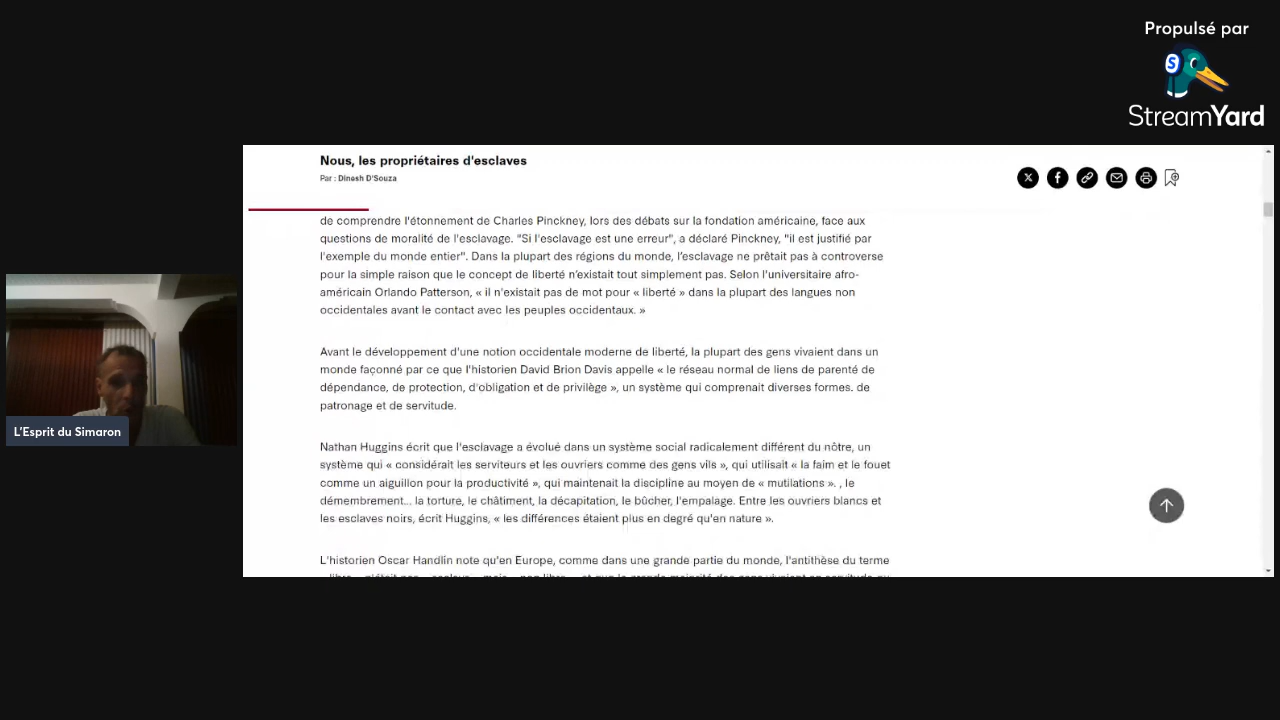 Propulsé par
S
StreamYard
Nous, les propriétaires d'esclaves
Par : Dinesh D'Souza
de comprendre l'étonnement de Charles Pinckney, lors des débats sur la fondation américaine, face aux
questions de moralité de l'esclavage. "Si l'esclavage est une erreur", a déclaré Pinckney, "il est justifié par
l'exemple du monde entier". Dans la plupart des régions du monde, l'esclavage ne prêtait pas à controverse
pour la simple raison que le concept de liberté n'existait tout simplement pas. Selon l'universitaire afro-
américain Orlando Patterson, « il n'existait pas de mot pour « liberté » dans la plupart des langues non
occidentales avant le contact avec les peuples occidentaux. »
Avant le développement d'une notion occidentale moderne de liberté, la plupart des gens vivaient dans un
monde façonné par ce que l'historien David Brion Davis appelle « le réseau normal de liens de parenté de
dépendance, de protection, d'obligation et de privilège », un système qui comprenait diverses formes. de
patronage et de servitude.
Nathan Huggins écrit que l'esclavage a évolué dans un système social radicalement différent du nôtre, un
système qui « considérait les serviteurs et les ouvriers comme des gens vils », qui utilisait « la faim et le fouet
comme un aiguillon pour la productivité », qui maintenait la discipline au moyen de « mutilations ». , le
démembrement... la torture, le châtiment, la décapitation, le bûcher, l'empalage. Entre les ouvriers blancs et
les esclaves noirs, écrit Huggins, « les différences étaient plus en degré qu'en nature ».
L'historien Oscar Handlin note qu'en Europe, comme dans une grande partie du monde, l'antithèse du terme
L'Esprit du Simaron